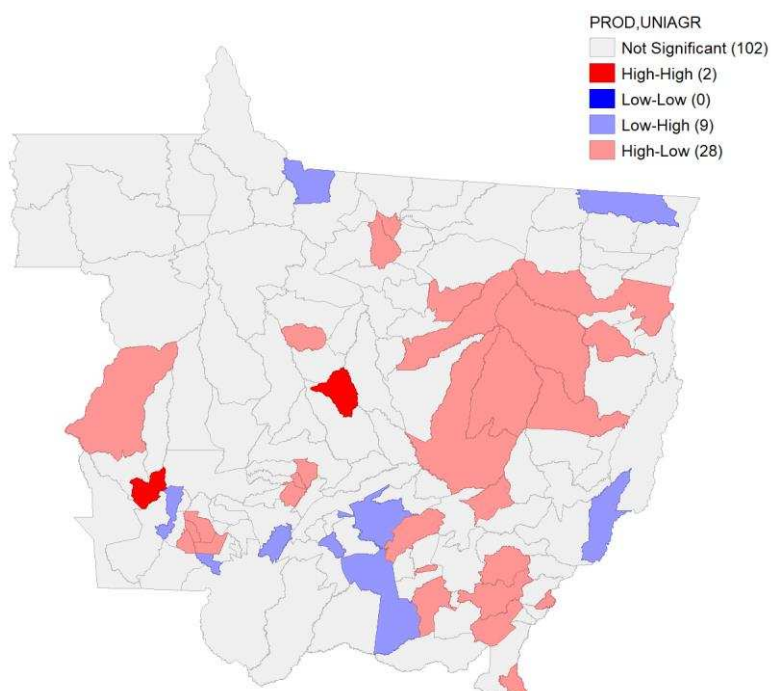 PROD,UNIAGR
Not Significant (102)
High-High (2)
Low-Low (0)
Low-High (9)
High-Low (28)